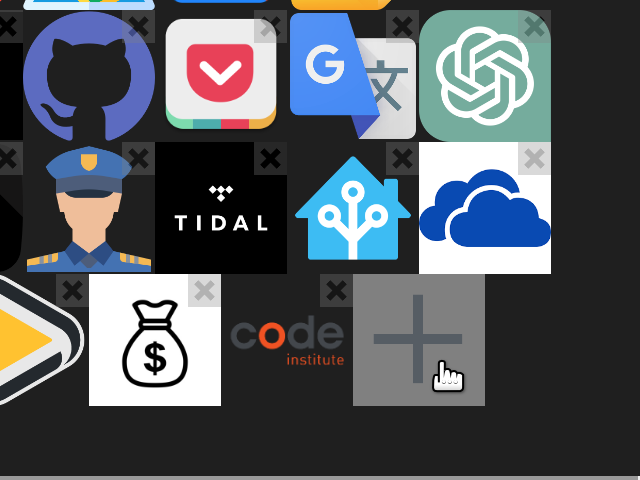 G 文
TIDAL
$
code
institute